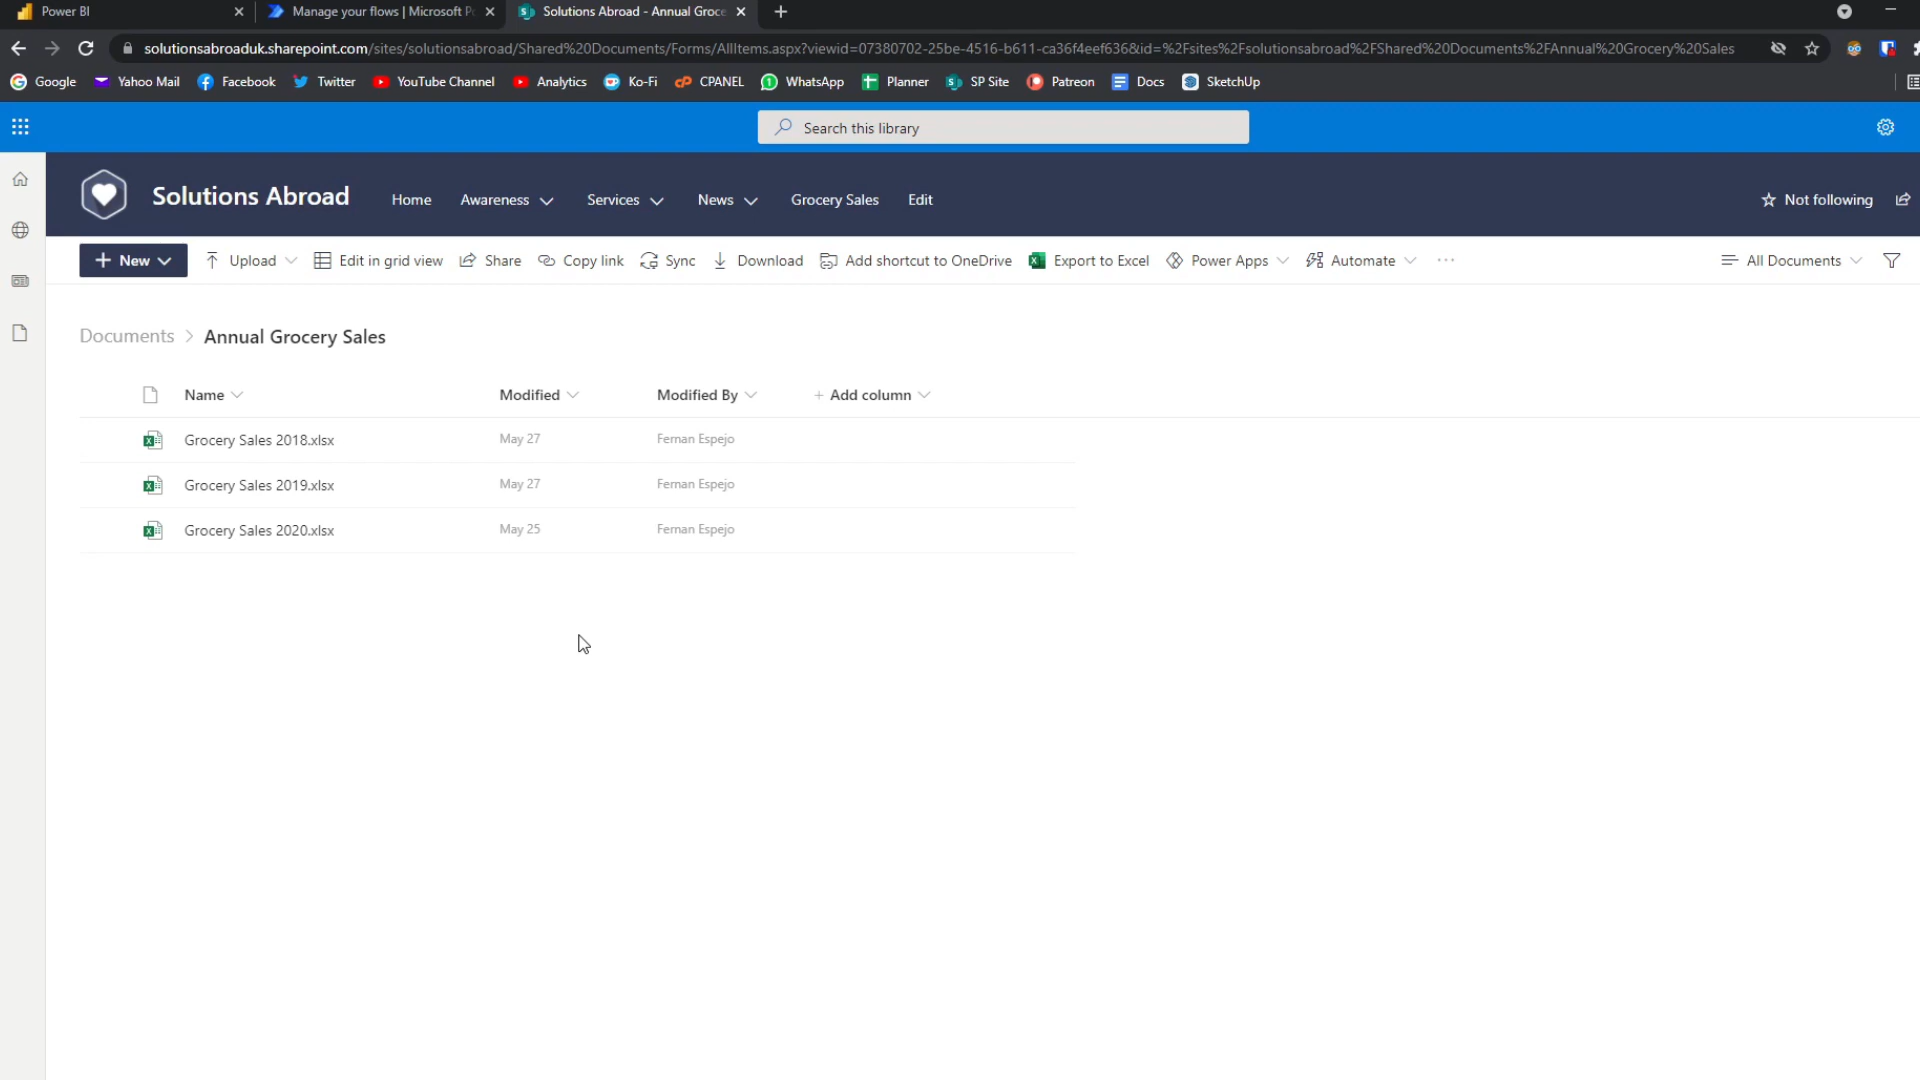 Power BI
Manage your flows | Microsoft Po
Solutions Abroad - Annual Groce
solutionsabroaduk.sharepoint.com/sites/solutionsabroad/Shared%20Documents/Forms/AllItems.aspx?viewid=07380702-25be-4516-b611-ca36f4eef636&id=%2Fsites%2Fsolutionsabroad%2FShared%20Documents%2FAnnual%20Grocery%20Sales
Google Yahoo Mail Facebook Twitter YouTube Channel Analytics Ko-Fi CPANEL WhatsApp Planner SP Site Patreon Docs SketchUp
Search this library
Solutions Abroad Home Awareness Services News Grocery Sales Edit Not following
+ New Upload Edit in grid view Share Copy link Sync Download Add shortcut to OneDrive Export to Excel Power Apps Automate ... All Documents
Documents > Annual Grocery Sales
Name Modified Modified By + Add column
Grocery Sales 2018.xlsx May 27 Fernan Espejo
Grocery Sales 2019.xlsx May 27 Fernan Espejo
Grocery Sales 2020.xlsx May 25 Fernan Espejo